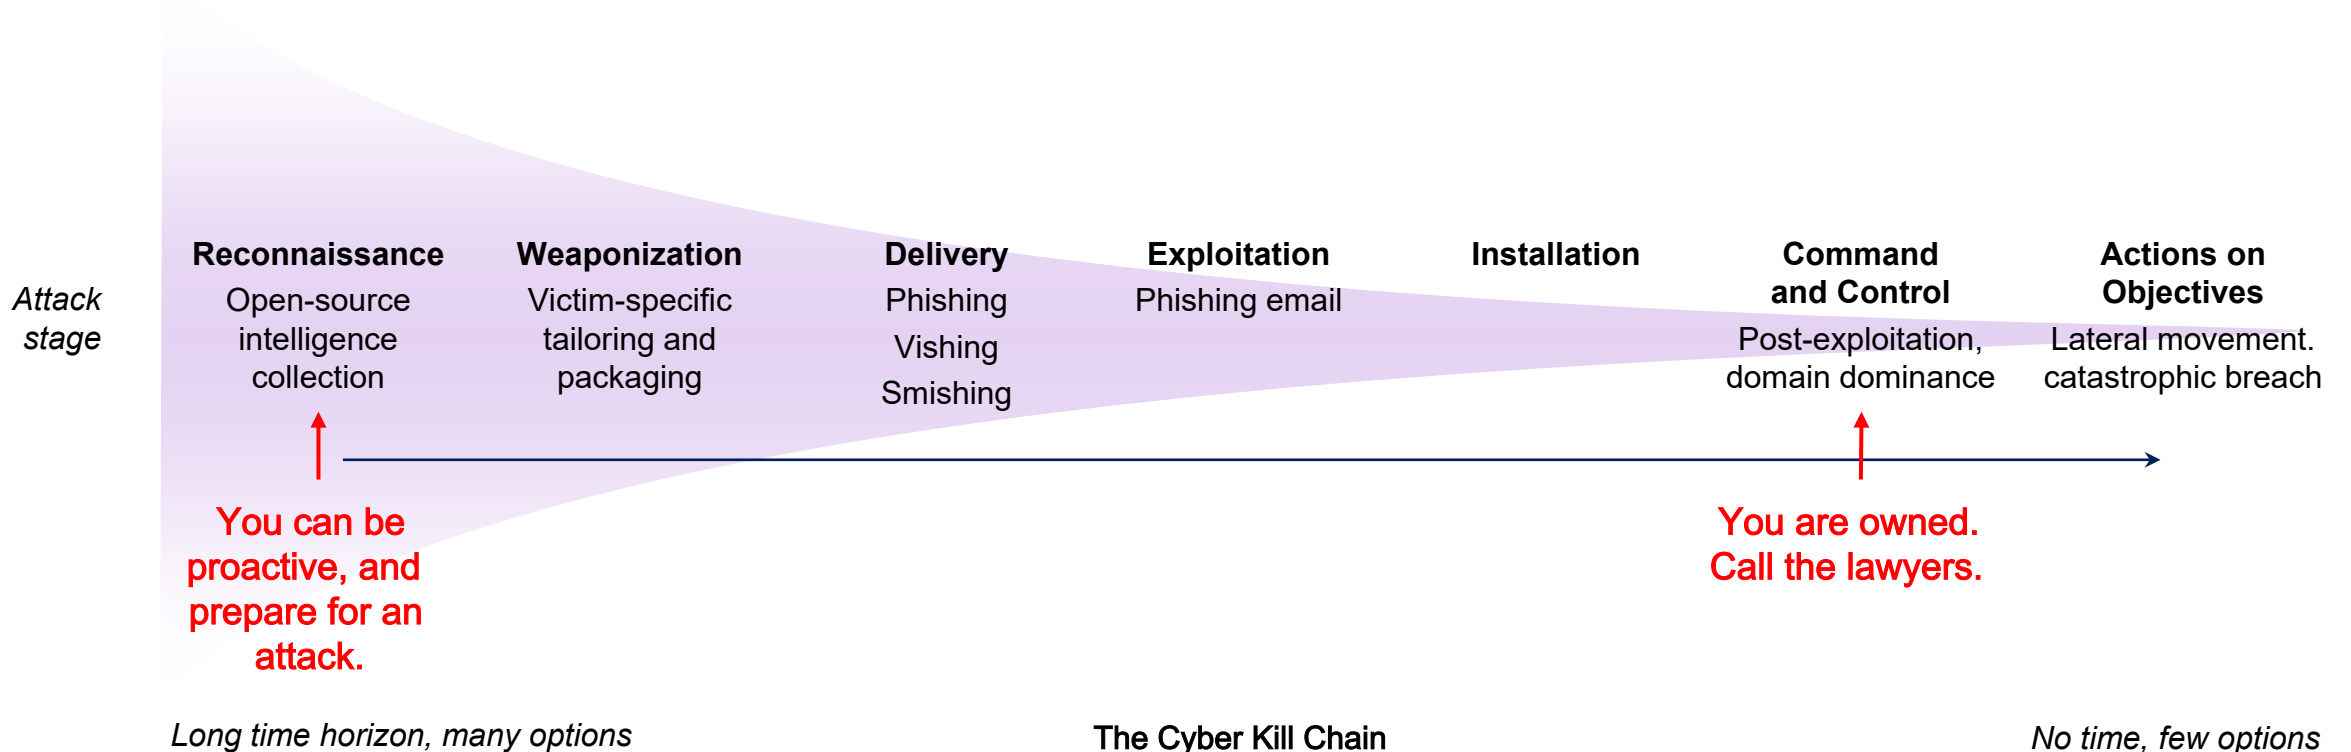 Attack
stage
Reconnaissance
Open-source
intelligence
collection
Weaponization
Victim-specific
tailoring and
packaging
Delivery
Phishing
Vishing
Smishing
Exploitation
Phishing email
Installation
Command
and Control
Post-exploitation,
domain dominance
Actions on
Objectives
Lateral movement.
catastrophic breach
You can be
proactive, and
prepare for an
attack.
You are owned.
Call the lawyers.
Long time horizon, many options
The Cyber Kill Chain
No time, few options